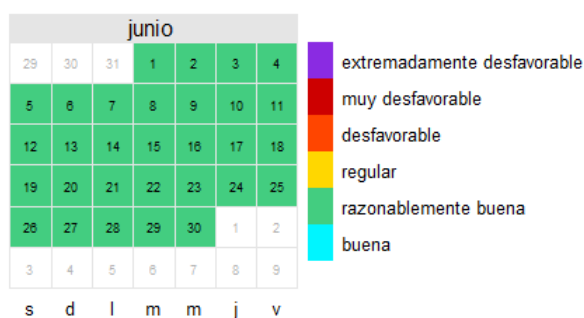 junio
29 30 31 1 2 3 4
5 6 7 8 9 10 11
12 13 14 15 16 17 18
19 20 21 22 23 24 25
26 27 28 29 30 1 2
3 4 5 6 7 8 9
s d l m m j v
extremadamente desfavorable
muy desfavorable
desfavorable
regular
razonablemente buena
buena